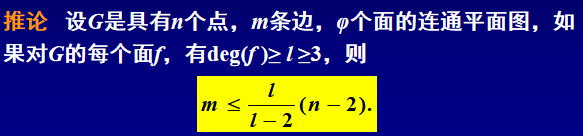 推论 设G是具有n个点，m条边，φ个面的连通平面图，如
果对G的每个面f，有deg(f)≥ l ≥3，则
m ≤ l/(l − 2) (n − 2).